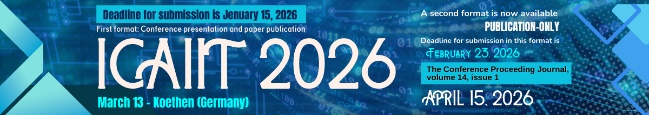 Deadline for submission is Jenuary 15, 2026
First format: Conference presentation and paper publication
ICAIIT 2026
March 13 - Koethen (Germany)
A second format is now available
PUBLICATION-ONLY
Deadline for submission in this format is
February 23, 2026
The Conference Proceeding Journal,
volume 14, issue 1
APRIL 15, 2026